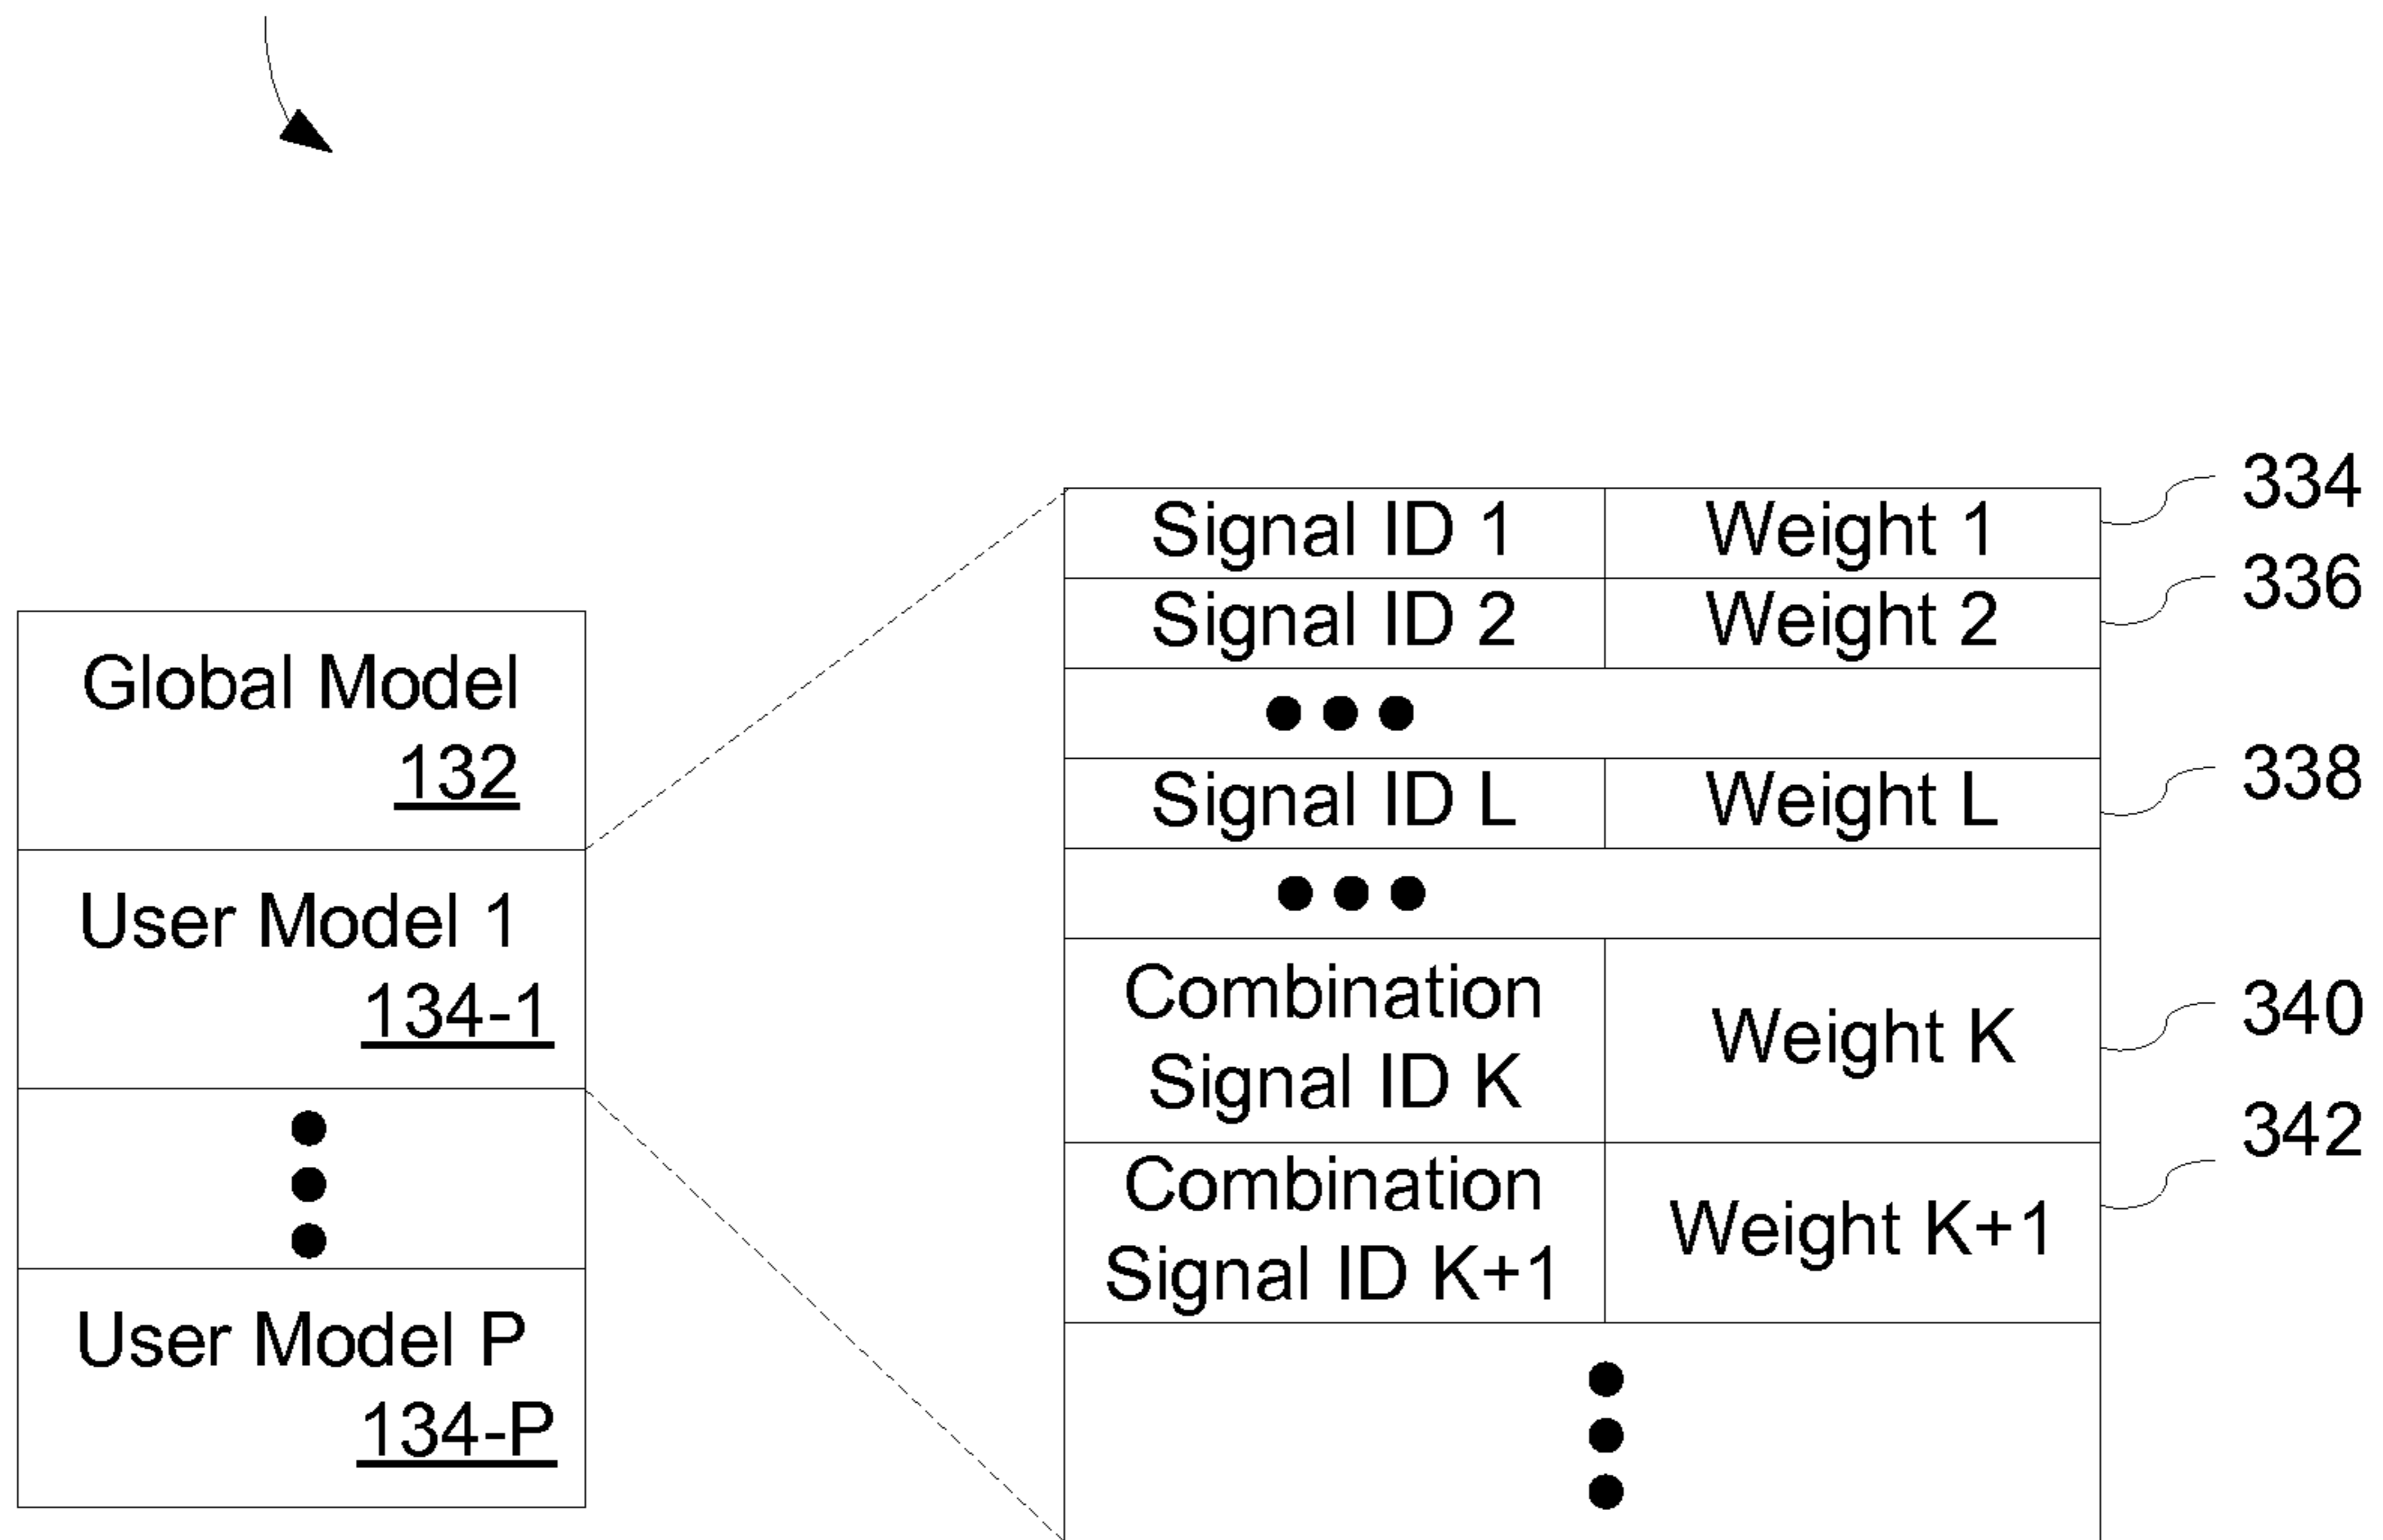 Global Model
132
User Model 1
134-1
User Model P
134-P
Signal ID 1 Weight 1 334
Signal ID 2 Weight 2 336
Signal ID L Weight L 338
Combination
Signal ID K
Weight K 340
Combination
Signal ID K+1
Weight K+1 342